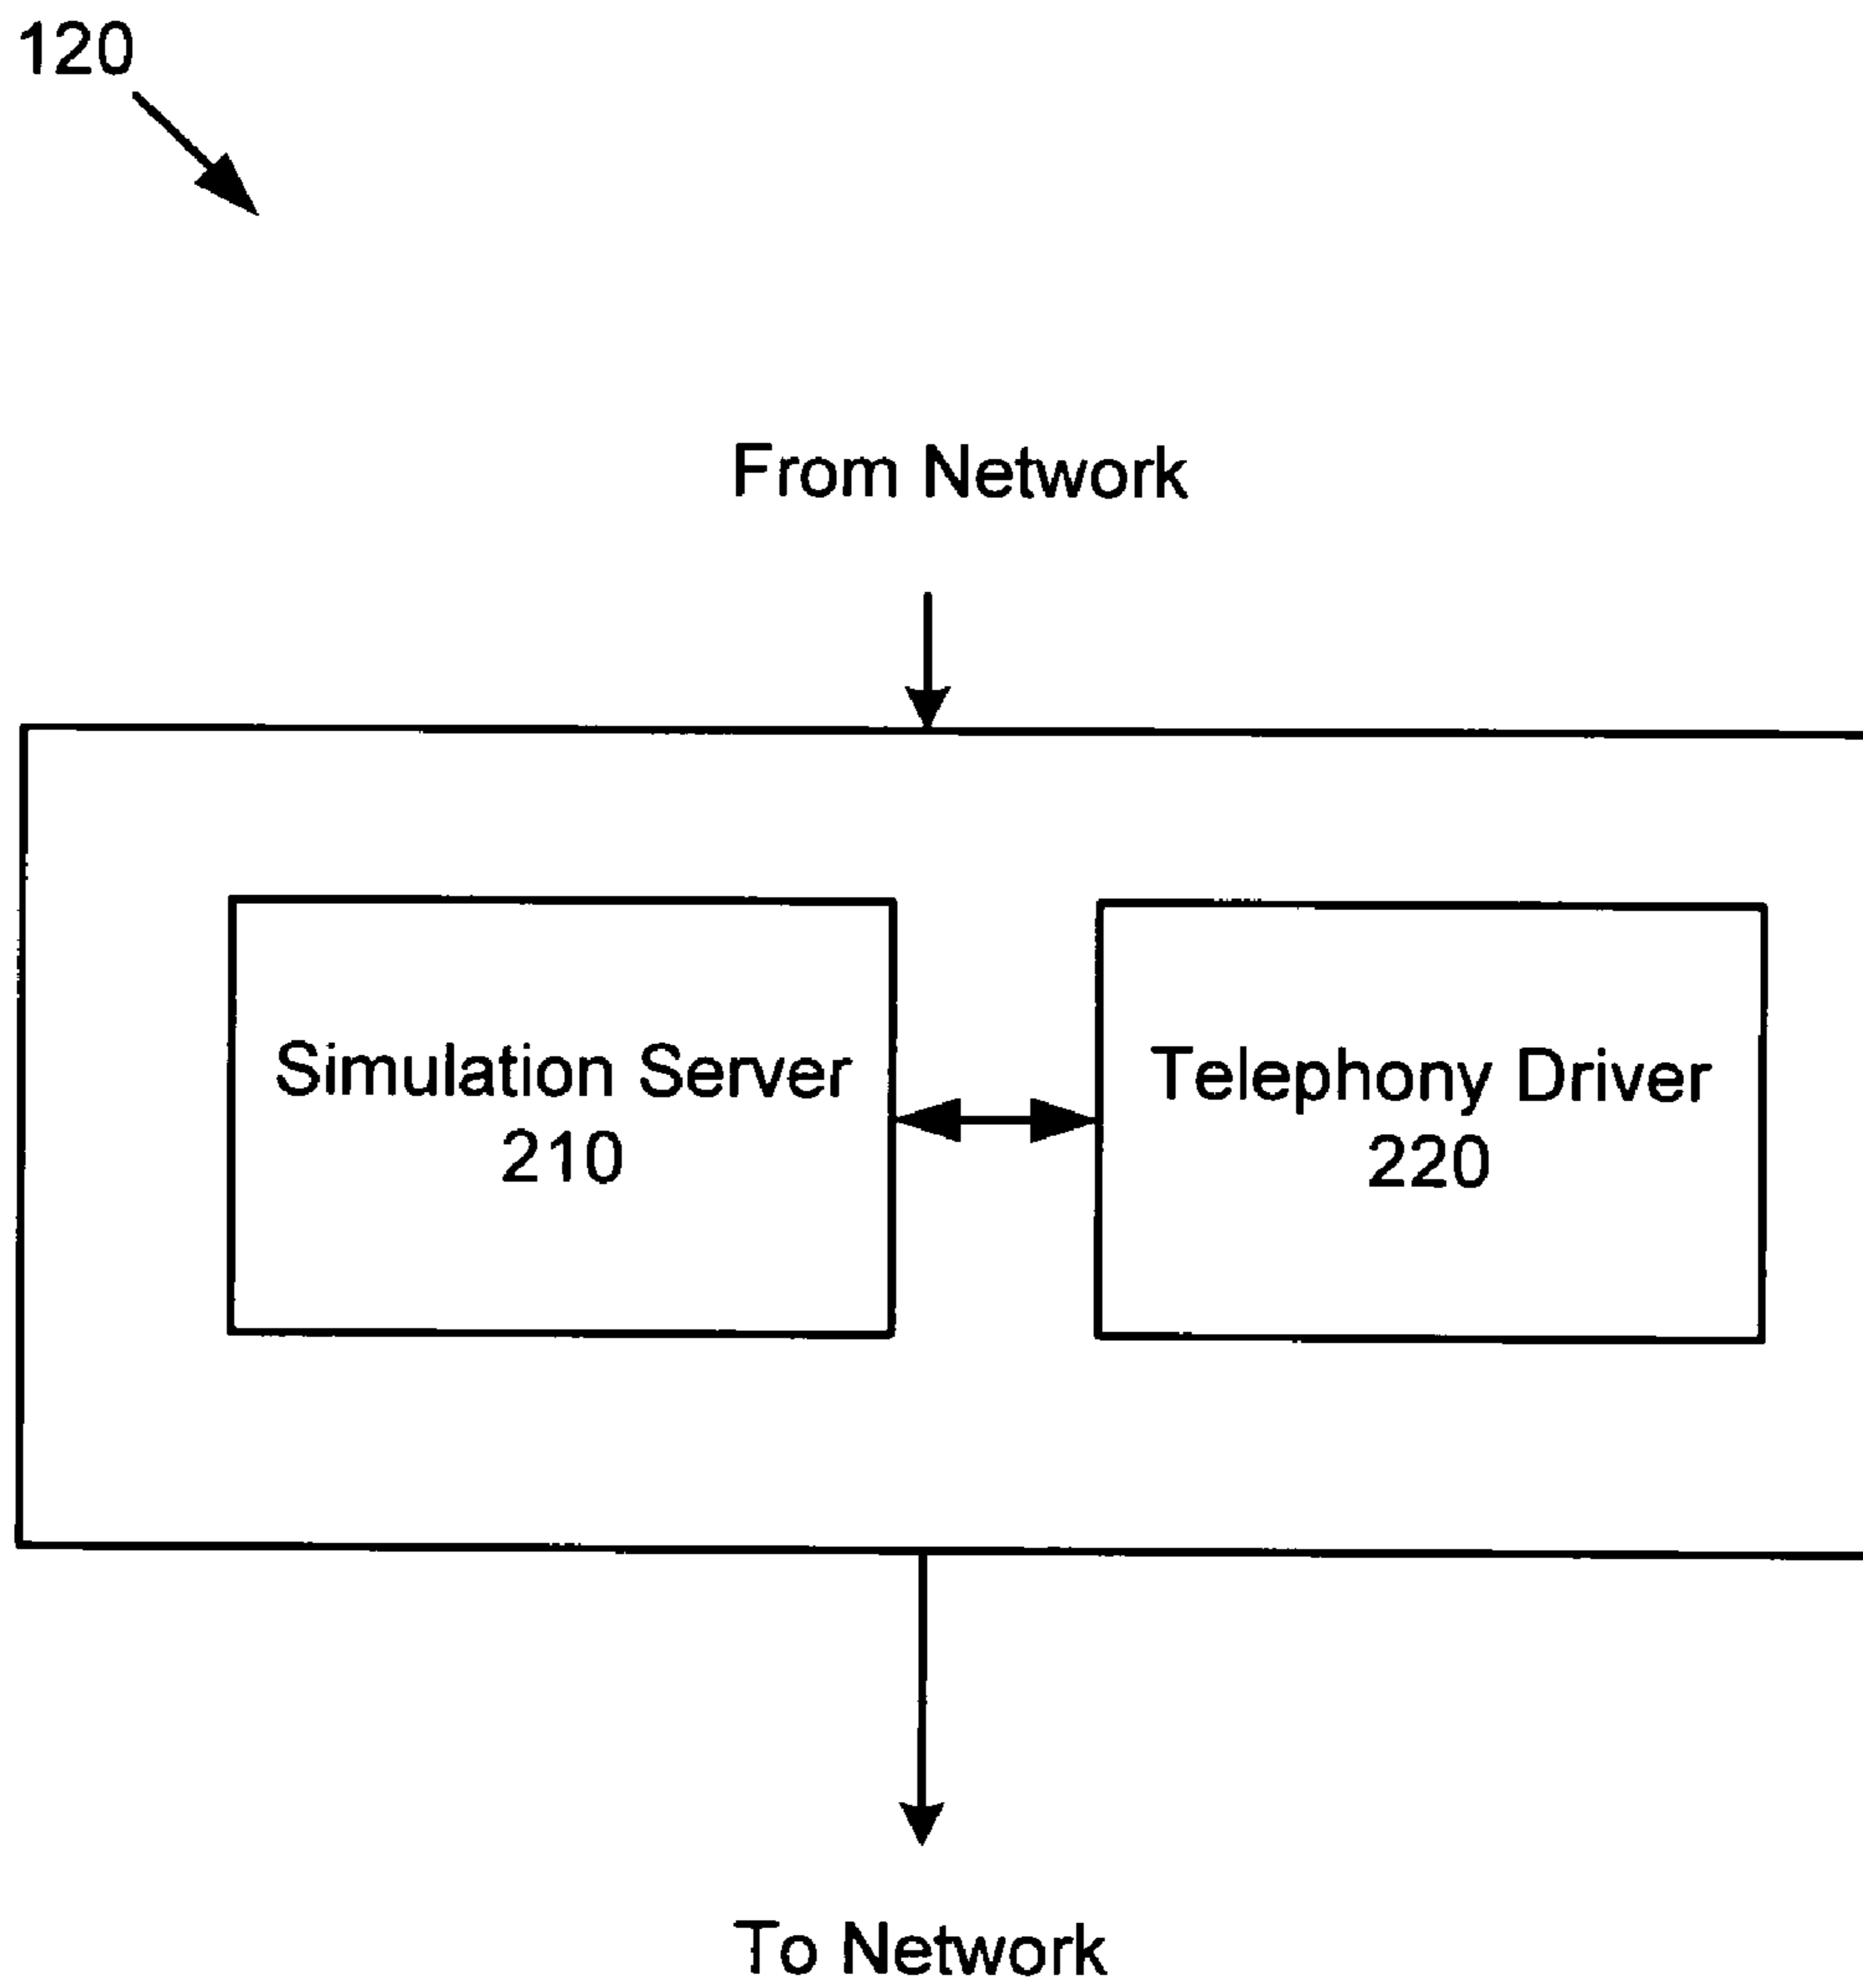 120
From Network
Simulation Server
210
Telephony Driver
220
To Network